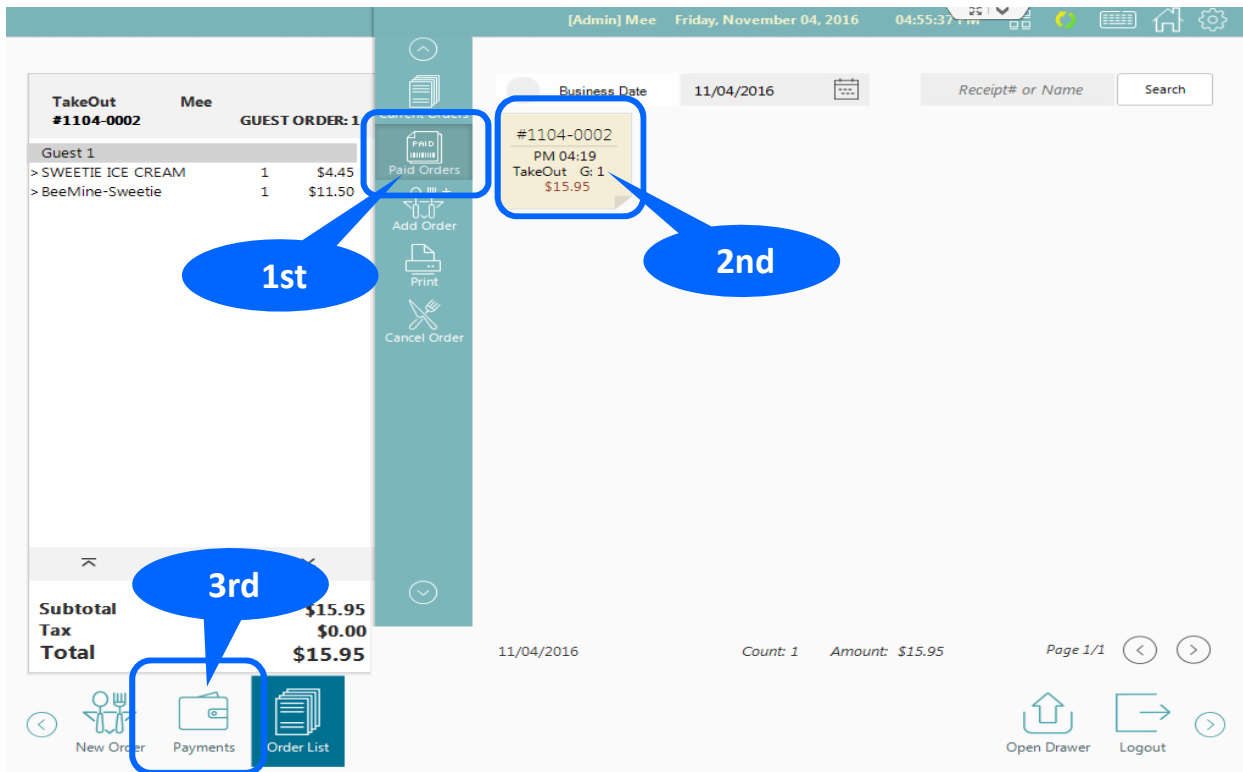 [Admin] Mee Friday, November 04, 2016 04:55:37 PM
TakeOut Mee
#1104-0002 GUEST ORDER: 1
Guest 1
> SWEETIE ICE CREAM 1 $4.45
> BeeMine-Sweetie 1 $11.50
Subtotal $15.95
Tax $0.00
Total $15.95
Current Orders
PAID
Paid Orders
Add Order
Print
Cancel Order
Business Date 11/04/2016 Receipt# or Name Search
#1104-0002
PM 04:19
TakeOut G: 1
$15.95
1st
2nd
3rd
11/04/2016 Count: 1 Amount: $15.95 Page 1/1
New Order Payments Order List Open Drawer Logout